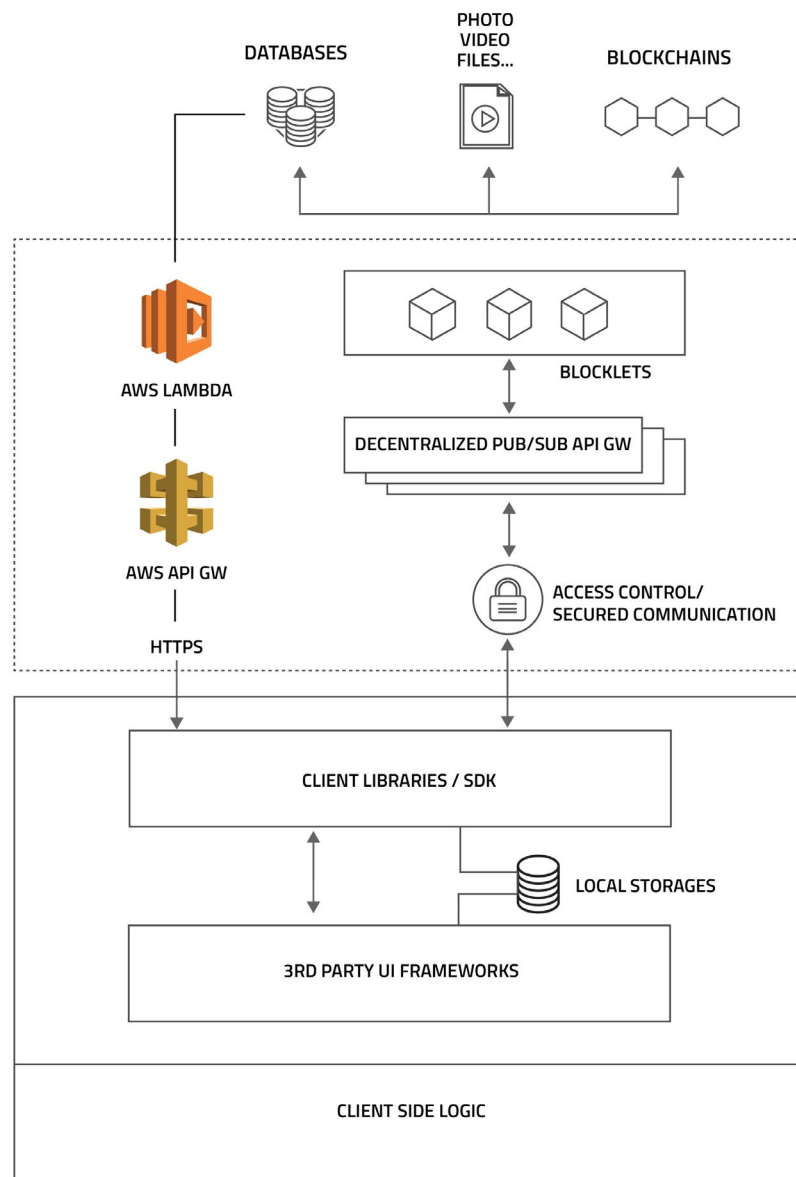 DATABASES
PHOTO
VIDEO
FILES...
BLOCKCHAINS
AWS LAMBDA
BLOCKLETS
DECENTRALIZED PUB/SUB API GW
AWS API GW
ACCESS CONTROL/
SECURED COMMUNICATION
HTTPS
CLIENT LIBRARIES / SDK
LOCAL STORAGES
3RD PARTY UI FRAMEWORKS
CLIENT SIDE LOGIC